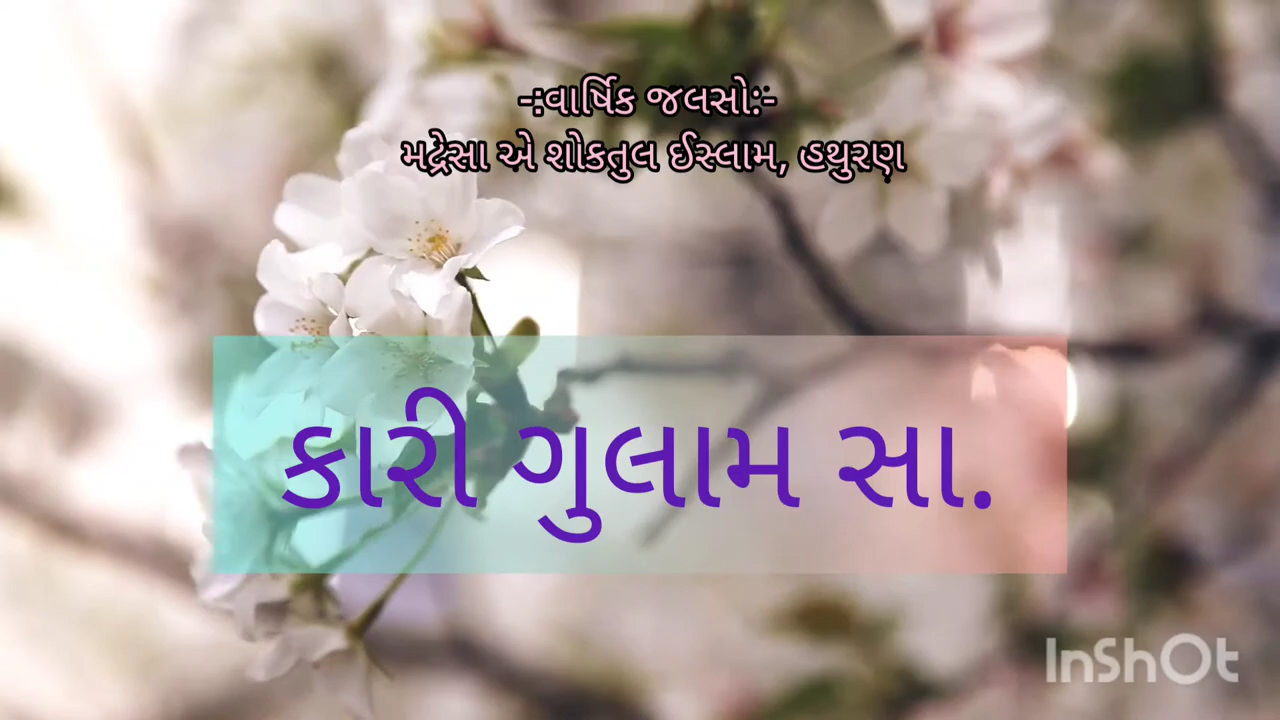 -:વાર્ષિક જલસો:-
મદ્રેસા એ શોકતુલ ઈસ્લામ, હથુરણ
કારી ગુલામ સા.
InShOt